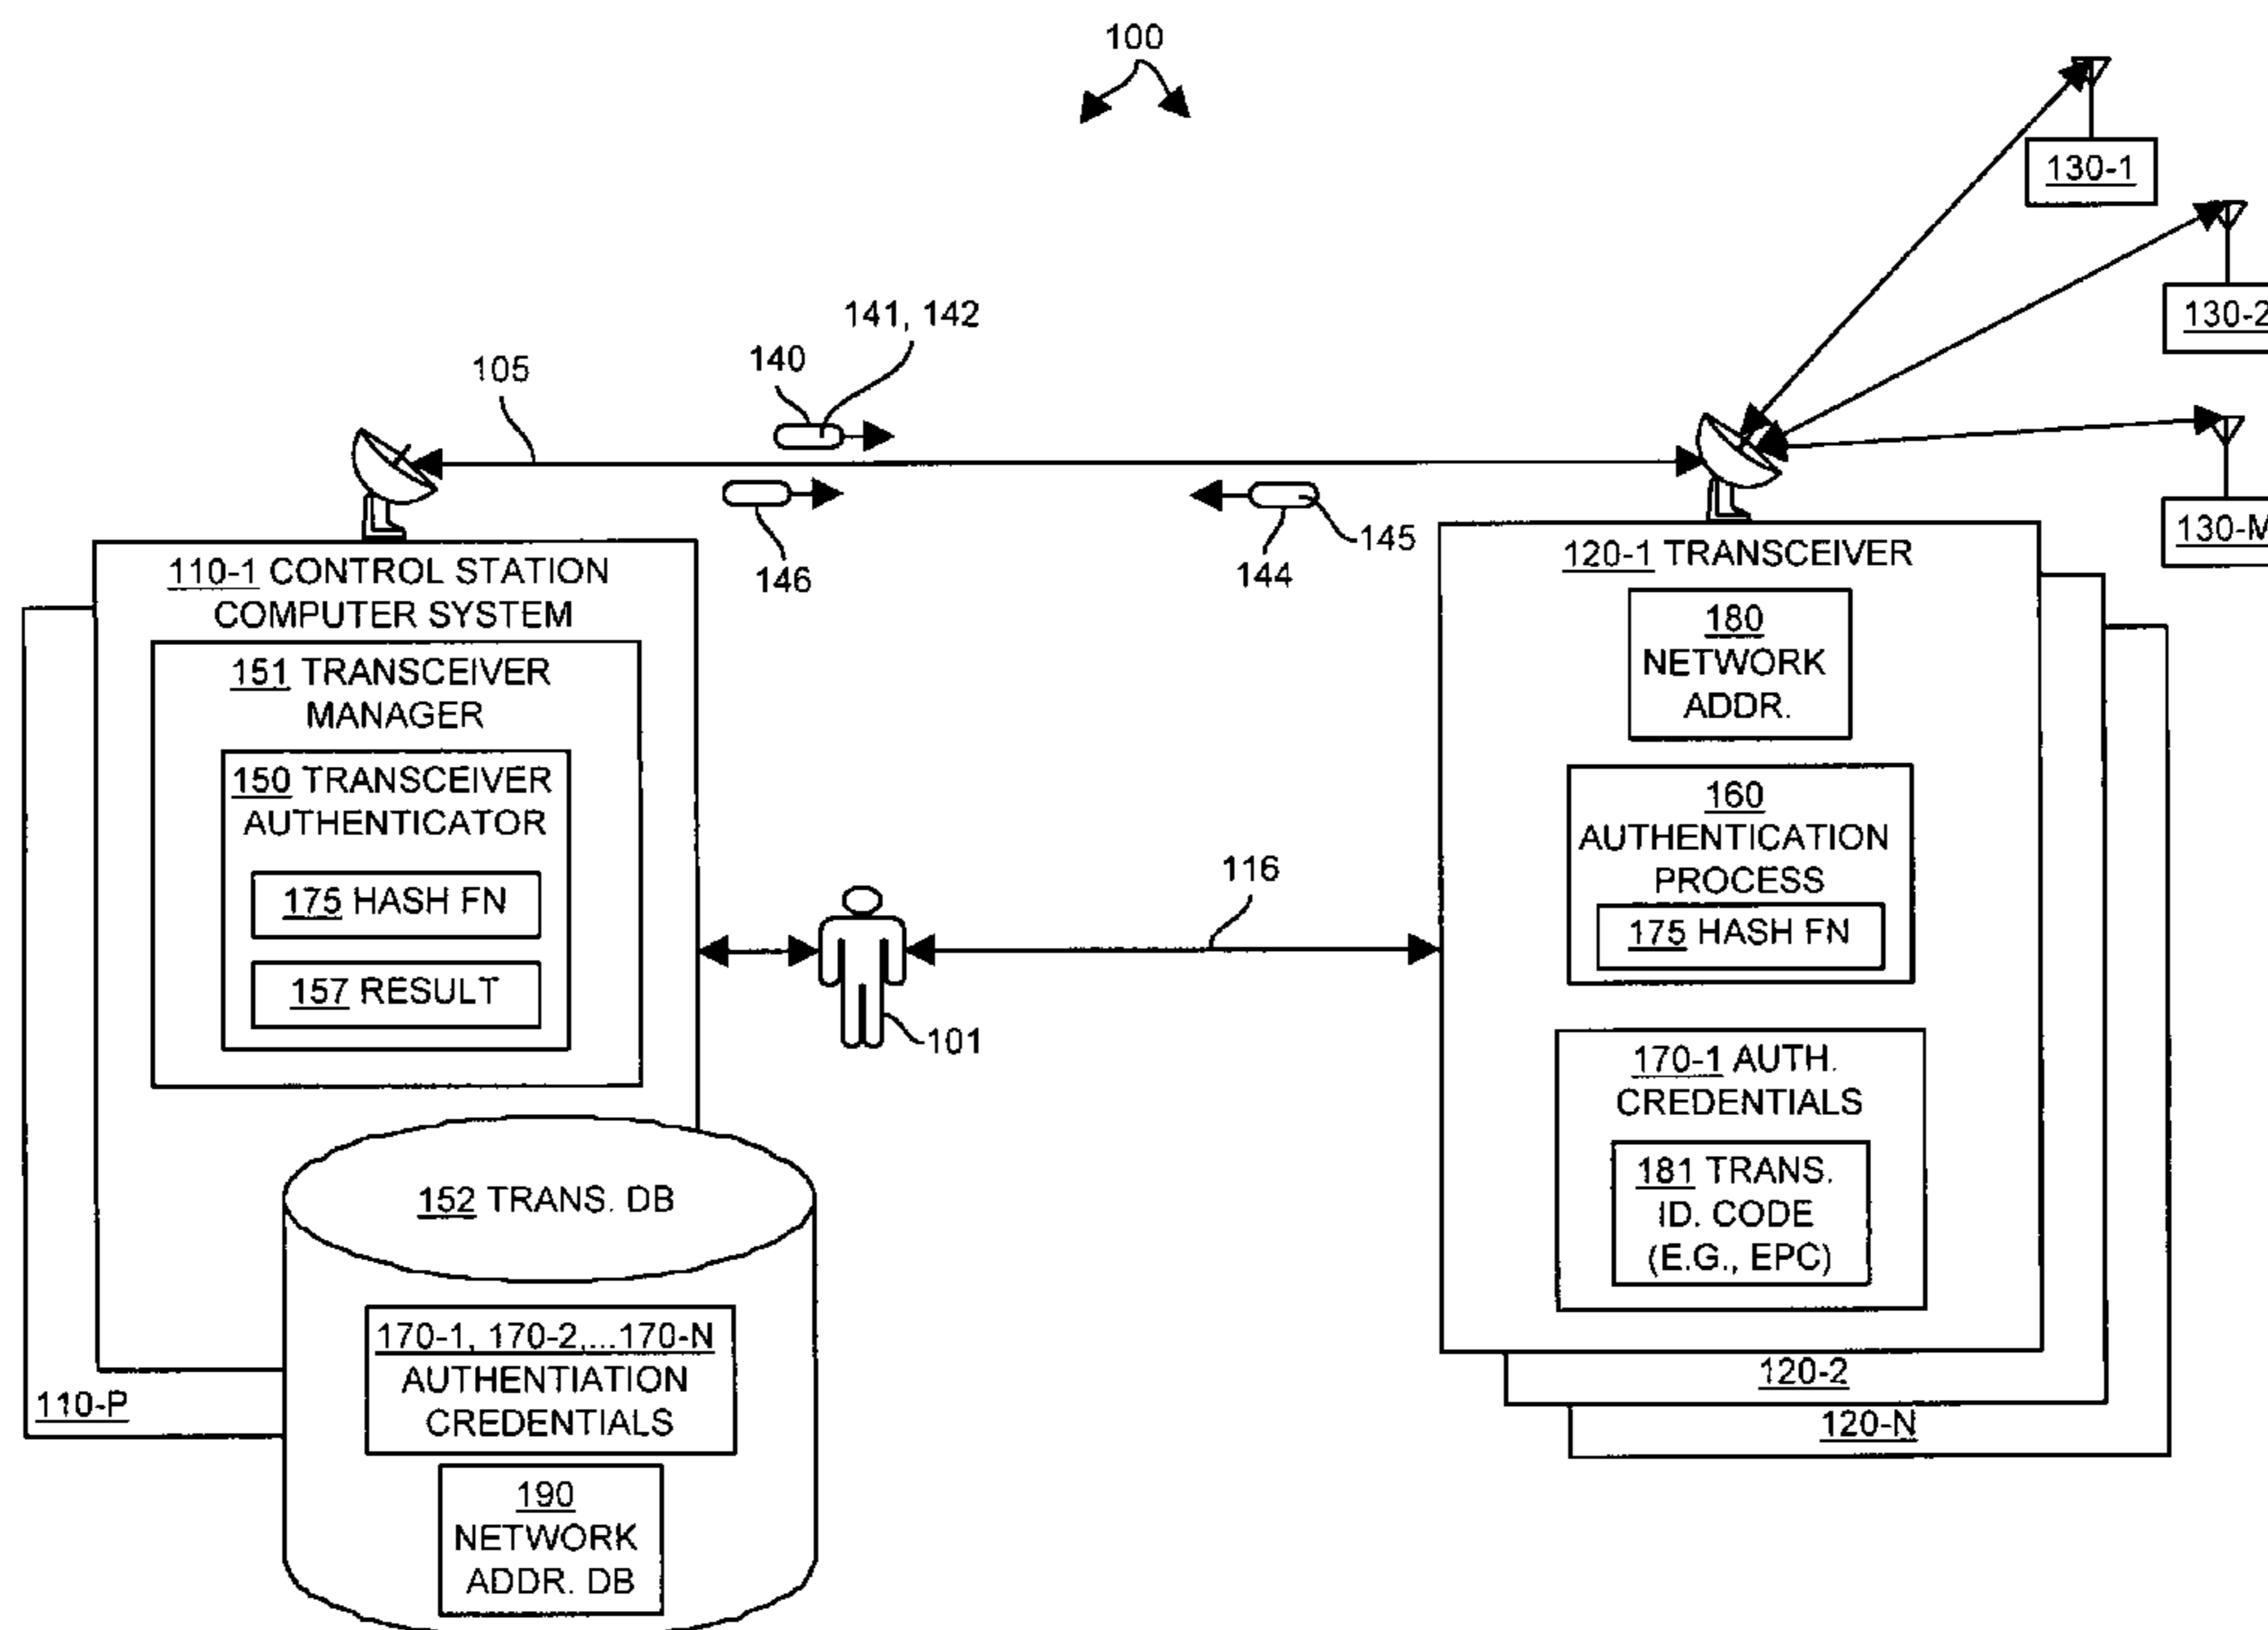 100
130-1
130-2
130-M
141, 142
140
105
146
144
145
110-1 CONTROL STATION
COMPUTER SYSTEM
151 TRANSCEIVER
MANAGER
150 TRANSCEIVER
AUTHENTICATOR
175 HASH FN
157 RESULT
110-P
152 TRANS. DB
170-1, 170-2,...170-N
AUTHENTIATION
CREDENTIALS
190
NETWORK
ADDR. DB
101
116
120-1 TRANSCEIVER
180
NETWORK
ADDR.
160
AUTHENTICATION
PROCESS
175 HASH FN
170-1 AUTH.
CREDENTIALS
181 TRANS.
ID. CODE
(E.G., EPC)
120-2
120-N